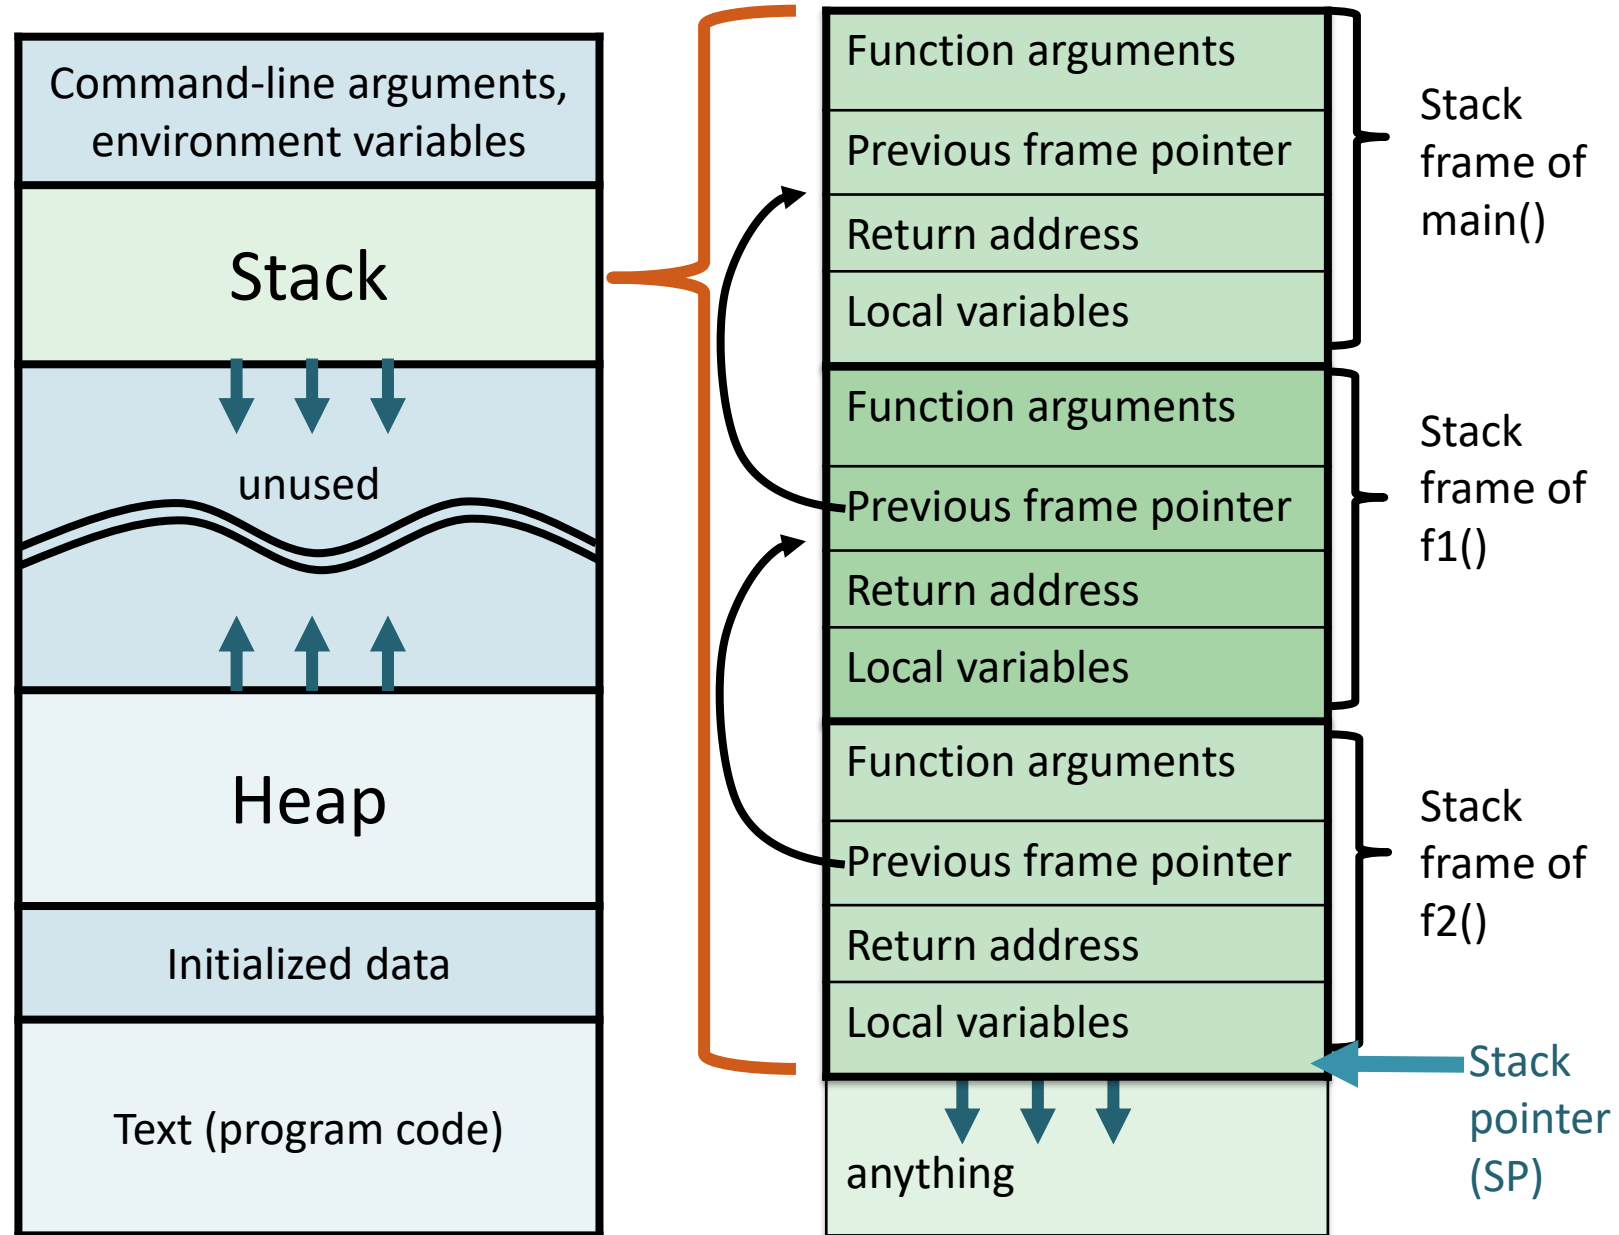 Command-line arguments,
environment variables
Stack
unused
Heap
Initialized data
Text (program code)
Function arguments
Previous frame pointer
Return address
Local variables
Stack
frame of
main()
Function arguments
Previous frame pointer
Return address
Local variables
Stack
frame of
f1()
Function arguments
Previous frame pointer
Return address
Local variables
Stack
frame of
f2()
Stack
pointer
(SP)
anything